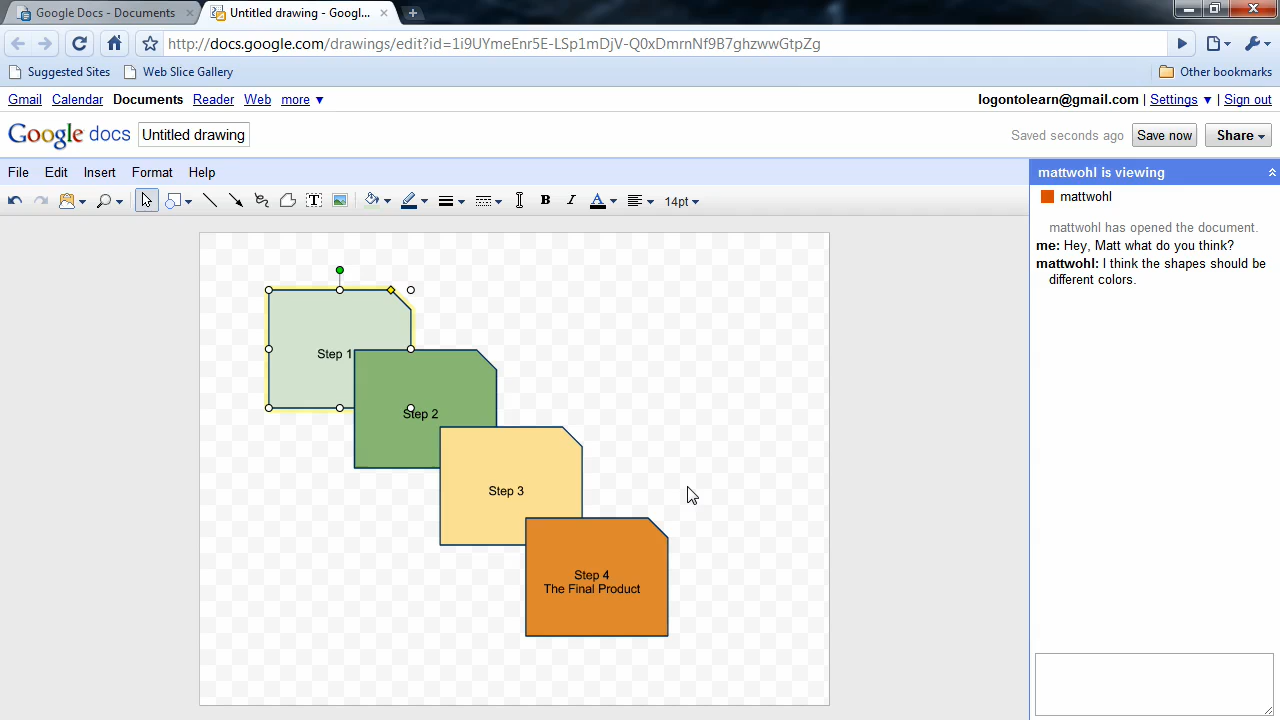 Google Docs - Documents
Untitled drawing - Googl...
http://docs.google.com/drawings/edit?id=1i9UYmeEnr5E-LSp1mDjV-Q0xDmrnNf9B7ghzwwGtpZg
Suggested Sites
Web Slice Gallery
Other bookmarks
Gmail Calendar Documents Reader Web more ▼
logontolearn@gmail.com | Settings ▼ | Sign out
Google docs
Untitled drawing
Saved seconds ago
Save now
Share
File Edit Insert Format Help
mattwohl is viewing
T B I A 14pt
mattwohl
mattwohl has opened the document.
me: Hey, Matt what do you think?
mattwohl: I think the shapes should be
different colors.
Step 1
Step 2
Step 3
Step 4
The Final Product